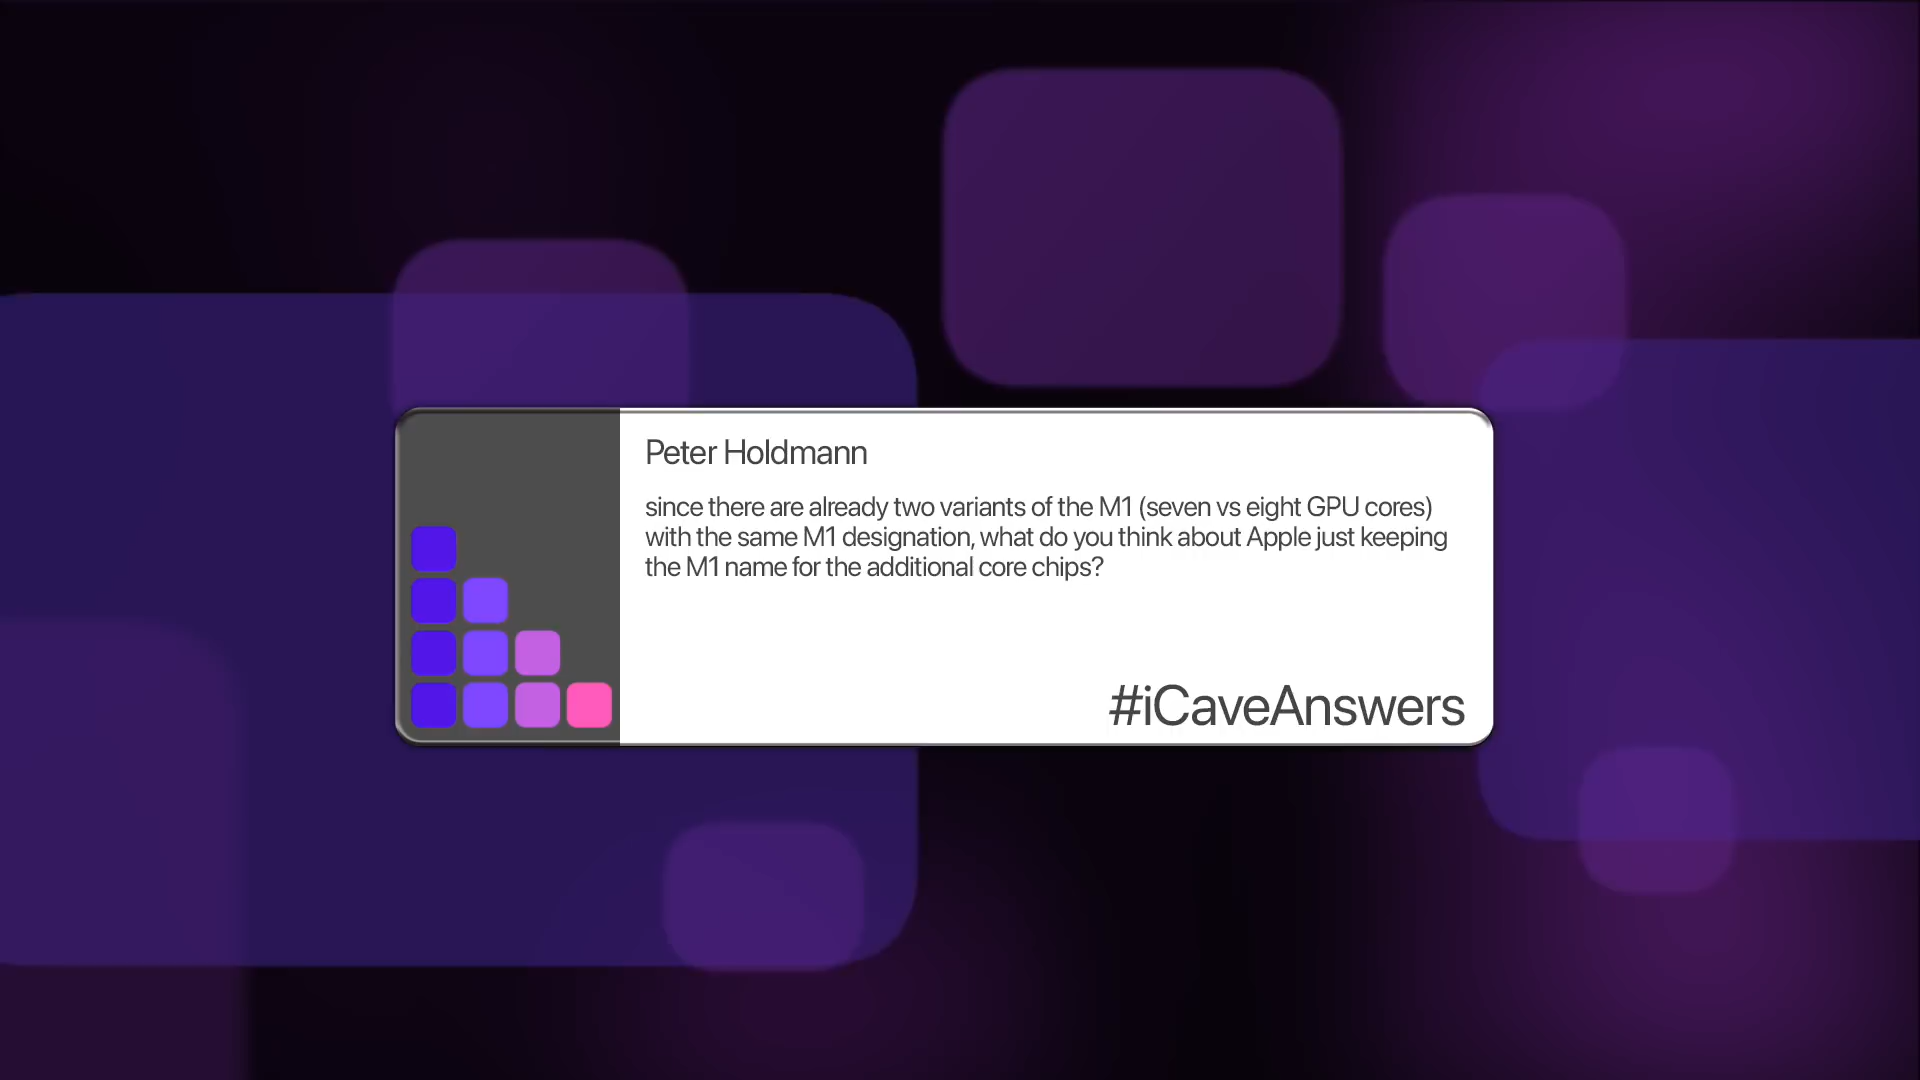 Peter Holdmann
since there are already two variants of the M1 (seven vs eight GPU cores)
with the same M1 designation, what do you think about Apple just keeping
the M1 name for the additional core chips?
#iCaveAnswers